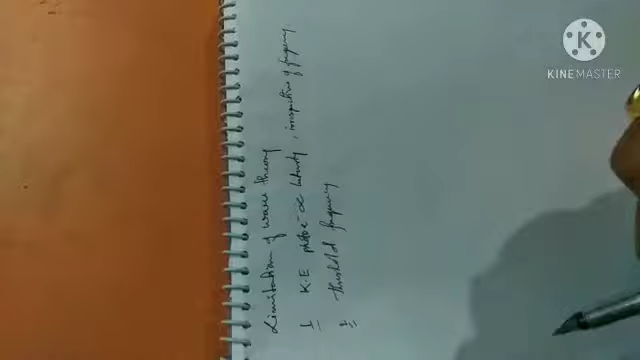 Limitation of wave theory
1 K.E photo e⁻ ∝ Intensity, irrespective of frequency.
2 threshold frequency
KINEMASTER